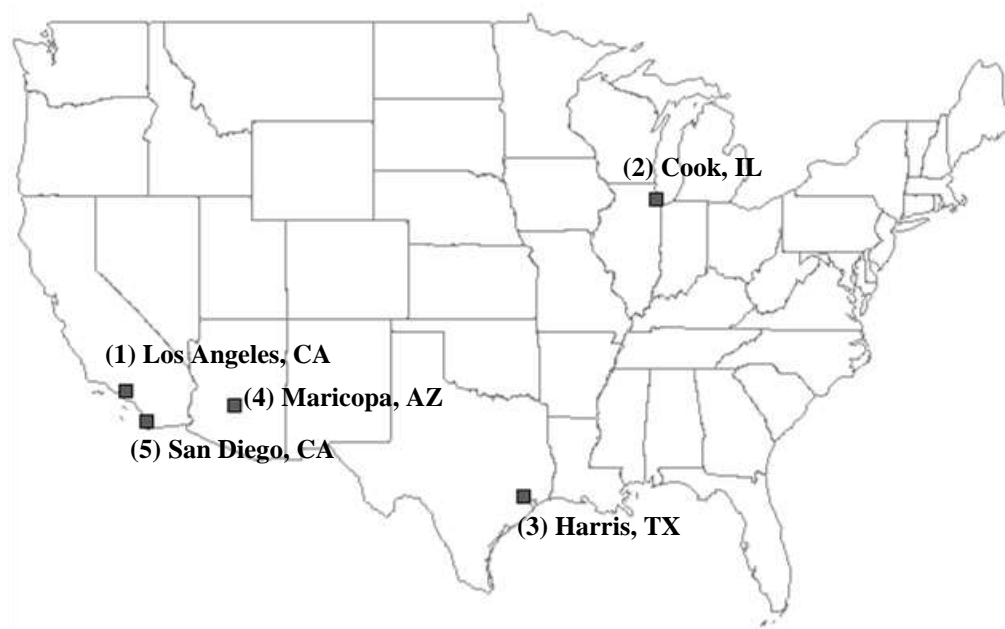 (2) Cook, IL
(1) Los Angeles, CA
(4) Maricopa, AZ
(5) San Diego, CA
(3) Harris, TX